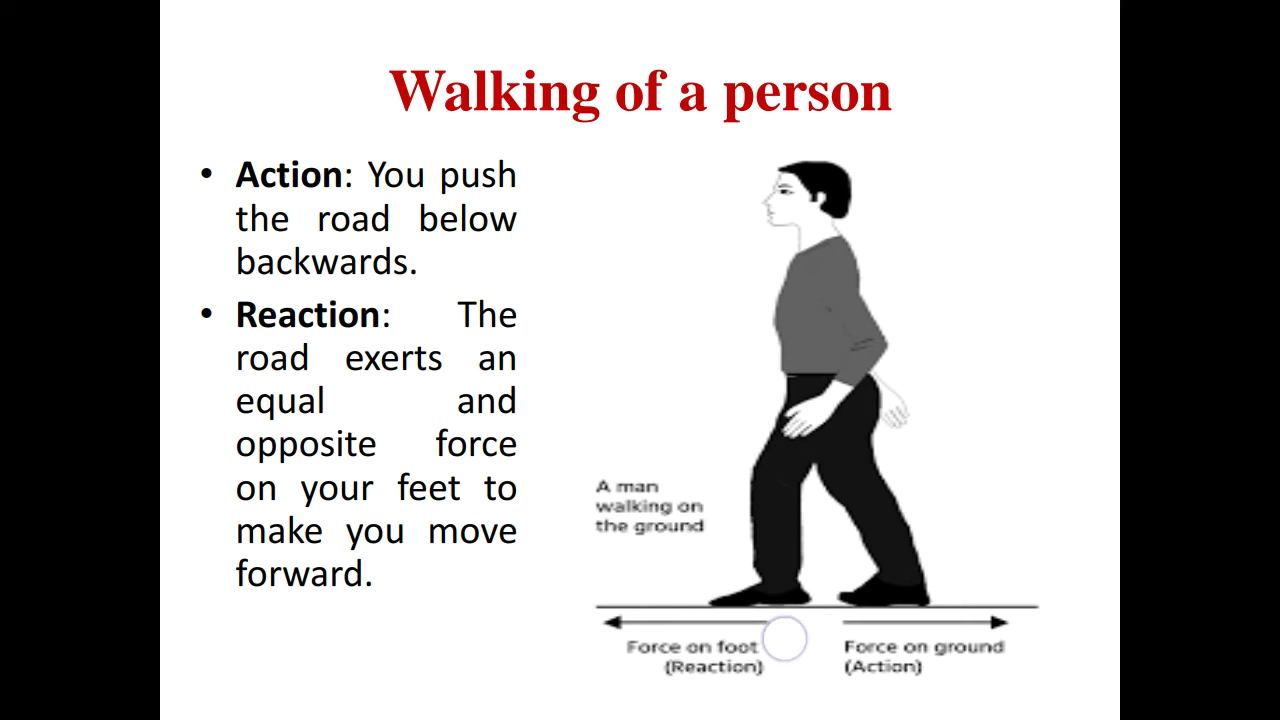 Walking of a person
• Action: You push
the road below
backwards.
• Reaction: The
road exerts an
equal and
opposite force
on your feet to
make you move
forward.
A man
walking on
the ground
Force on foot
(Reaction)
Force on ground
(Action)